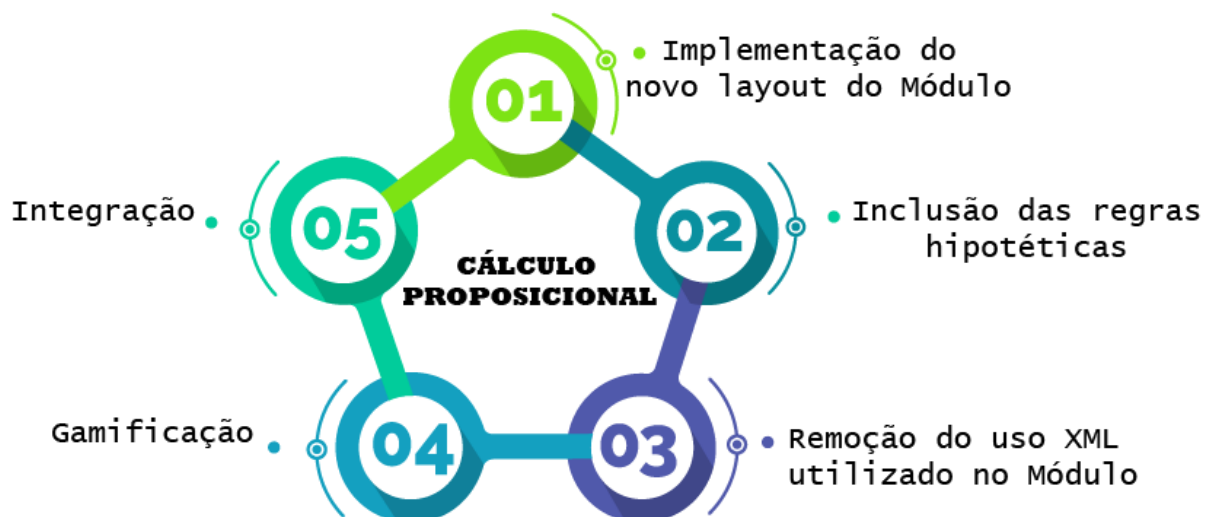 01
• Implementação do
novo layout do Módulo
02
• Inclusão das regras
hipotéticas
03
• Remoção do uso XML
utilizado no Módulo
04
Gamificação •
05
Integração •
CÁLCULO
PROPOSICIONAL